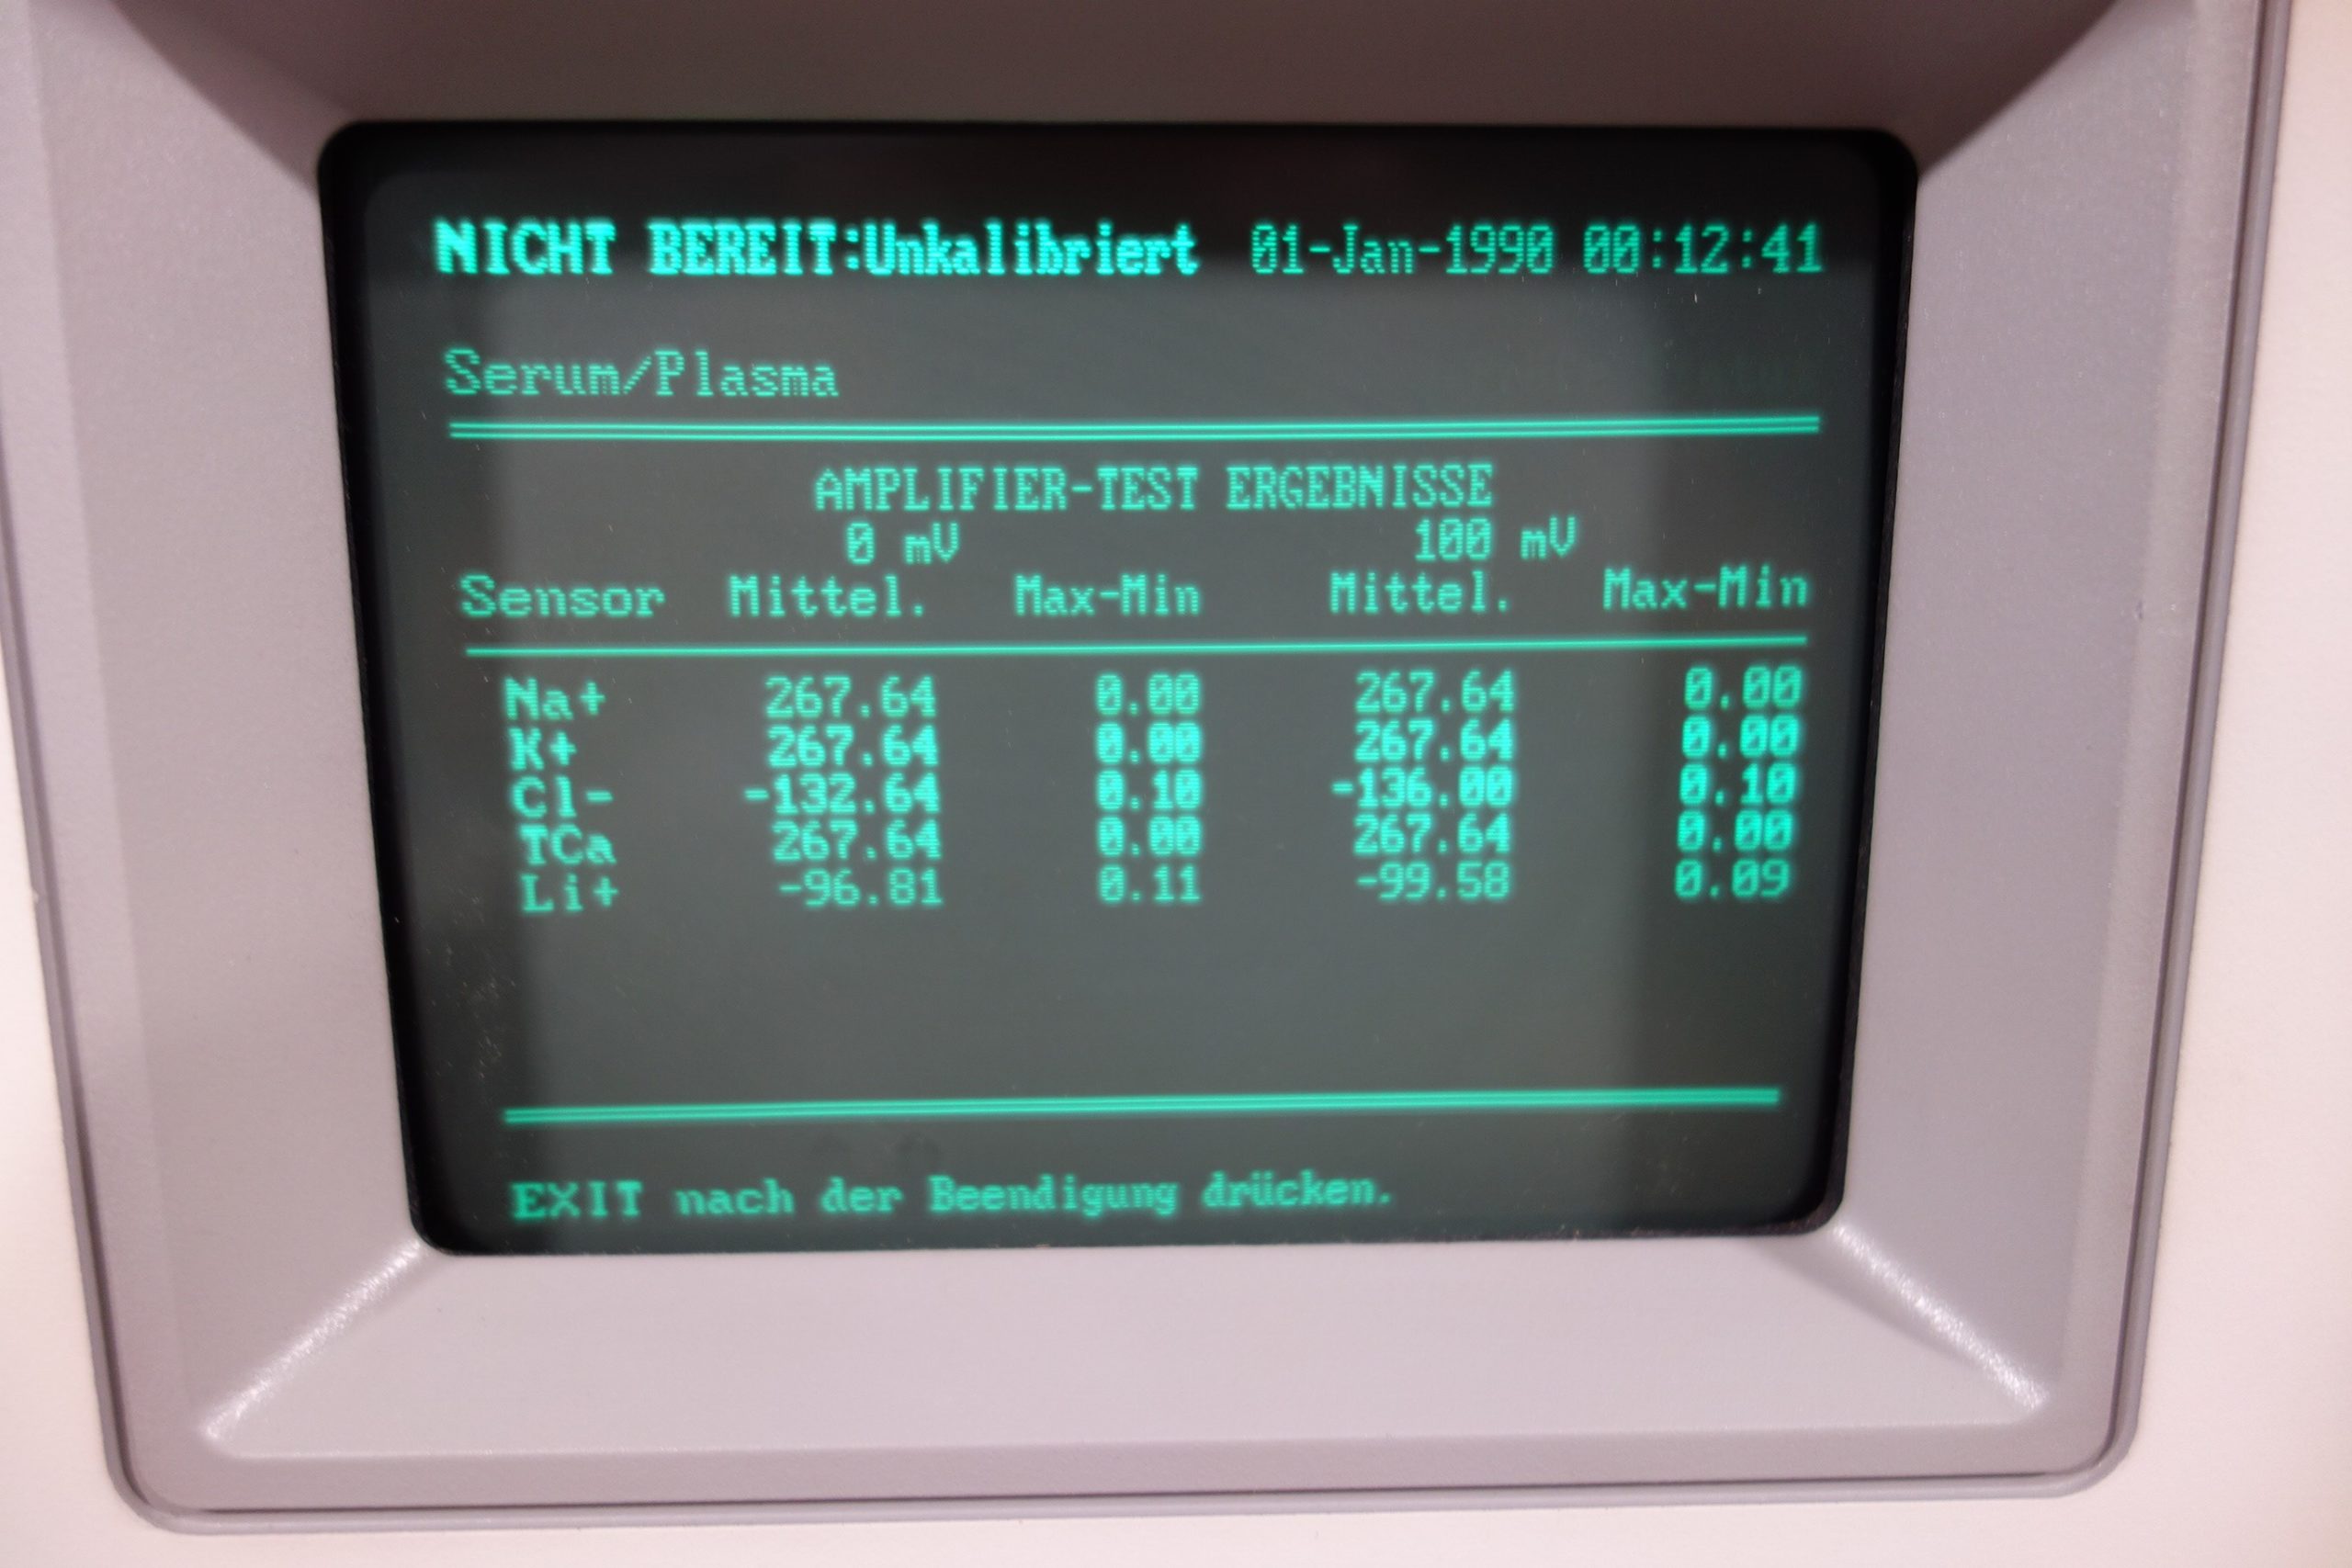 NICHT BEREIT:Unkalibriert 01-Jan-1990 00:12:41
Serum/Plasma
AMPLIFIER-TEST ERGEBNISSE
0 mV 100 mV
Sensor Mittel. Max-Min Mittel. Max-Min
Na+ 267.64 0.00 267.64 0.00
K+ 267.64 0.00 267.64 0.00
Cl- -132.64 0.10 -136.00 0.10
TCa 267.64 0.00 267.64 0.00
Li+ -96.81 0.11 -99.58 0.09
EXIT nach der Beendigung drücken.